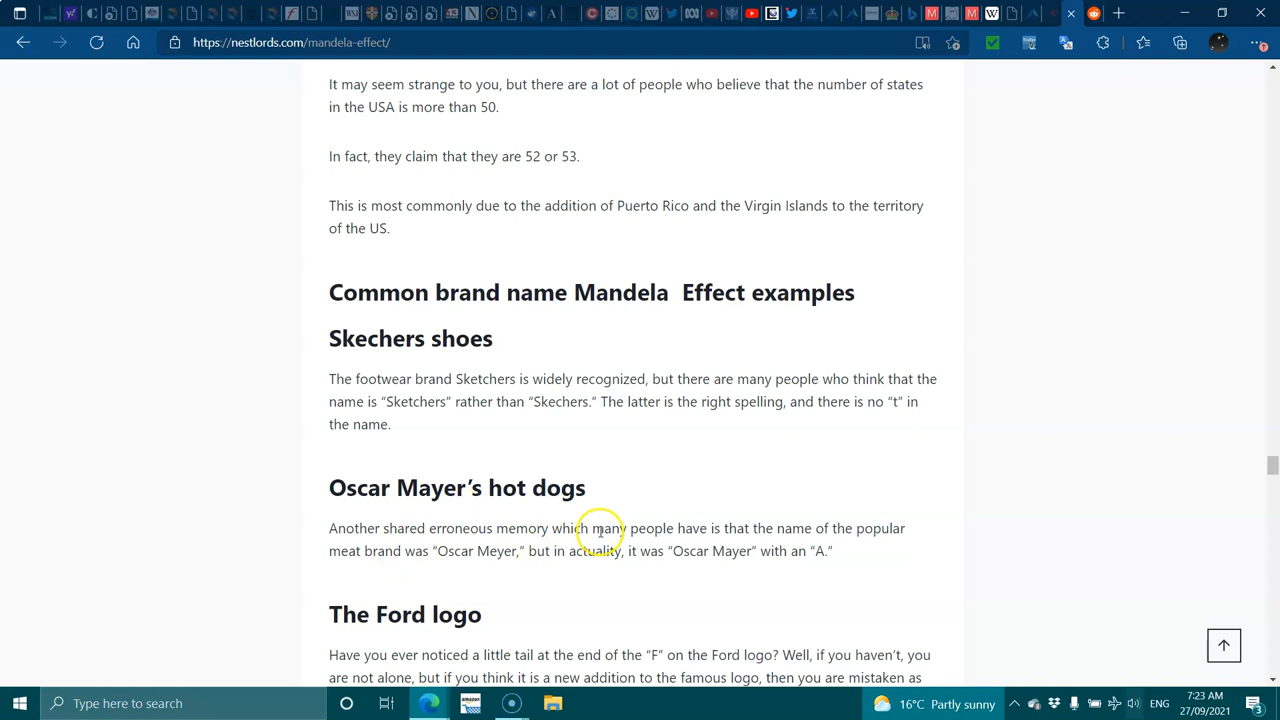 https://nestlords.com/mandela-effect/
It may seem strange to you, but there are a lot of people who believe that the number of states
in the USA is more than 50.
In fact, they claim that they are 52 or 53.
This is most commonly due to the addition of Puerto Rico and the Virgin Islands to the territory
of the US.
Common brand name Mandela  Effect examples
Skechers shoes
The footwear brand Sketchers is widely recognized, but there are many people who think that the
name is “Sketchers” rather than “Skechers.” The latter is the right spelling, and there is no “t” in
the name.
Oscar Mayer’s hot dogs
Another shared erroneous memory which many people have is that the name of the popular
meat brand was “Oscar Meyer,” but in actuality, it was “Oscar Mayer” with an “A.”
The Ford logo
Have you ever noticed a little tail at the end of the “F” on the Ford logo? Well, if you haven’t, you
are not alone, but if you think it is a new addition to the famous logo, then you are mistaken as
Type here to search
amazon
16°C Partly sunny
ENG
7:23 AM
27/09/2021
3